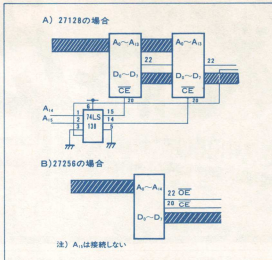 A) 27128の場合
A₀〜A₁₃
A₀〜A₁₃
22
22
D₀〜D₇
D₀〜D₇
CE
CE
20
20
A₁₄
A₁₅
1
2
3
6
74LS
138
15
14
5
B) 27256の場合
A₀〜A₁₄
22 OE
20 CE
D₀〜D₇
注) A₁₅は接続しない